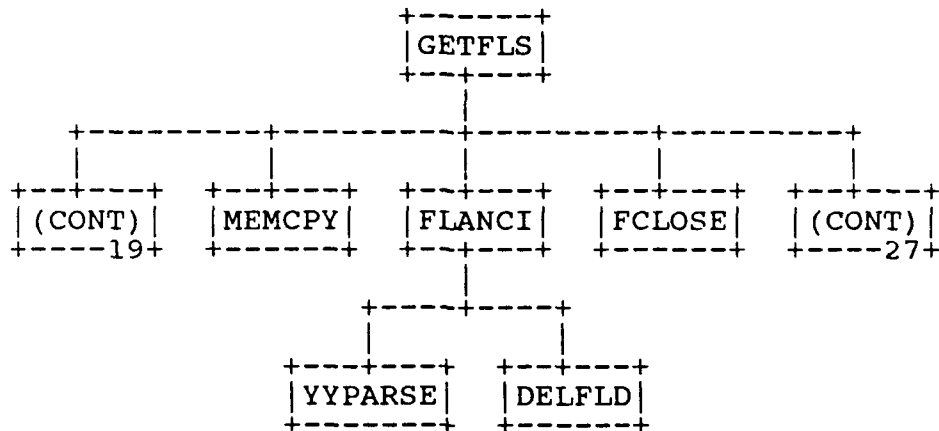 GETFLS
(CONT) MEMCPY FLANCI FCLOSE (CONT)
19 27
YYPARSE DELFLD